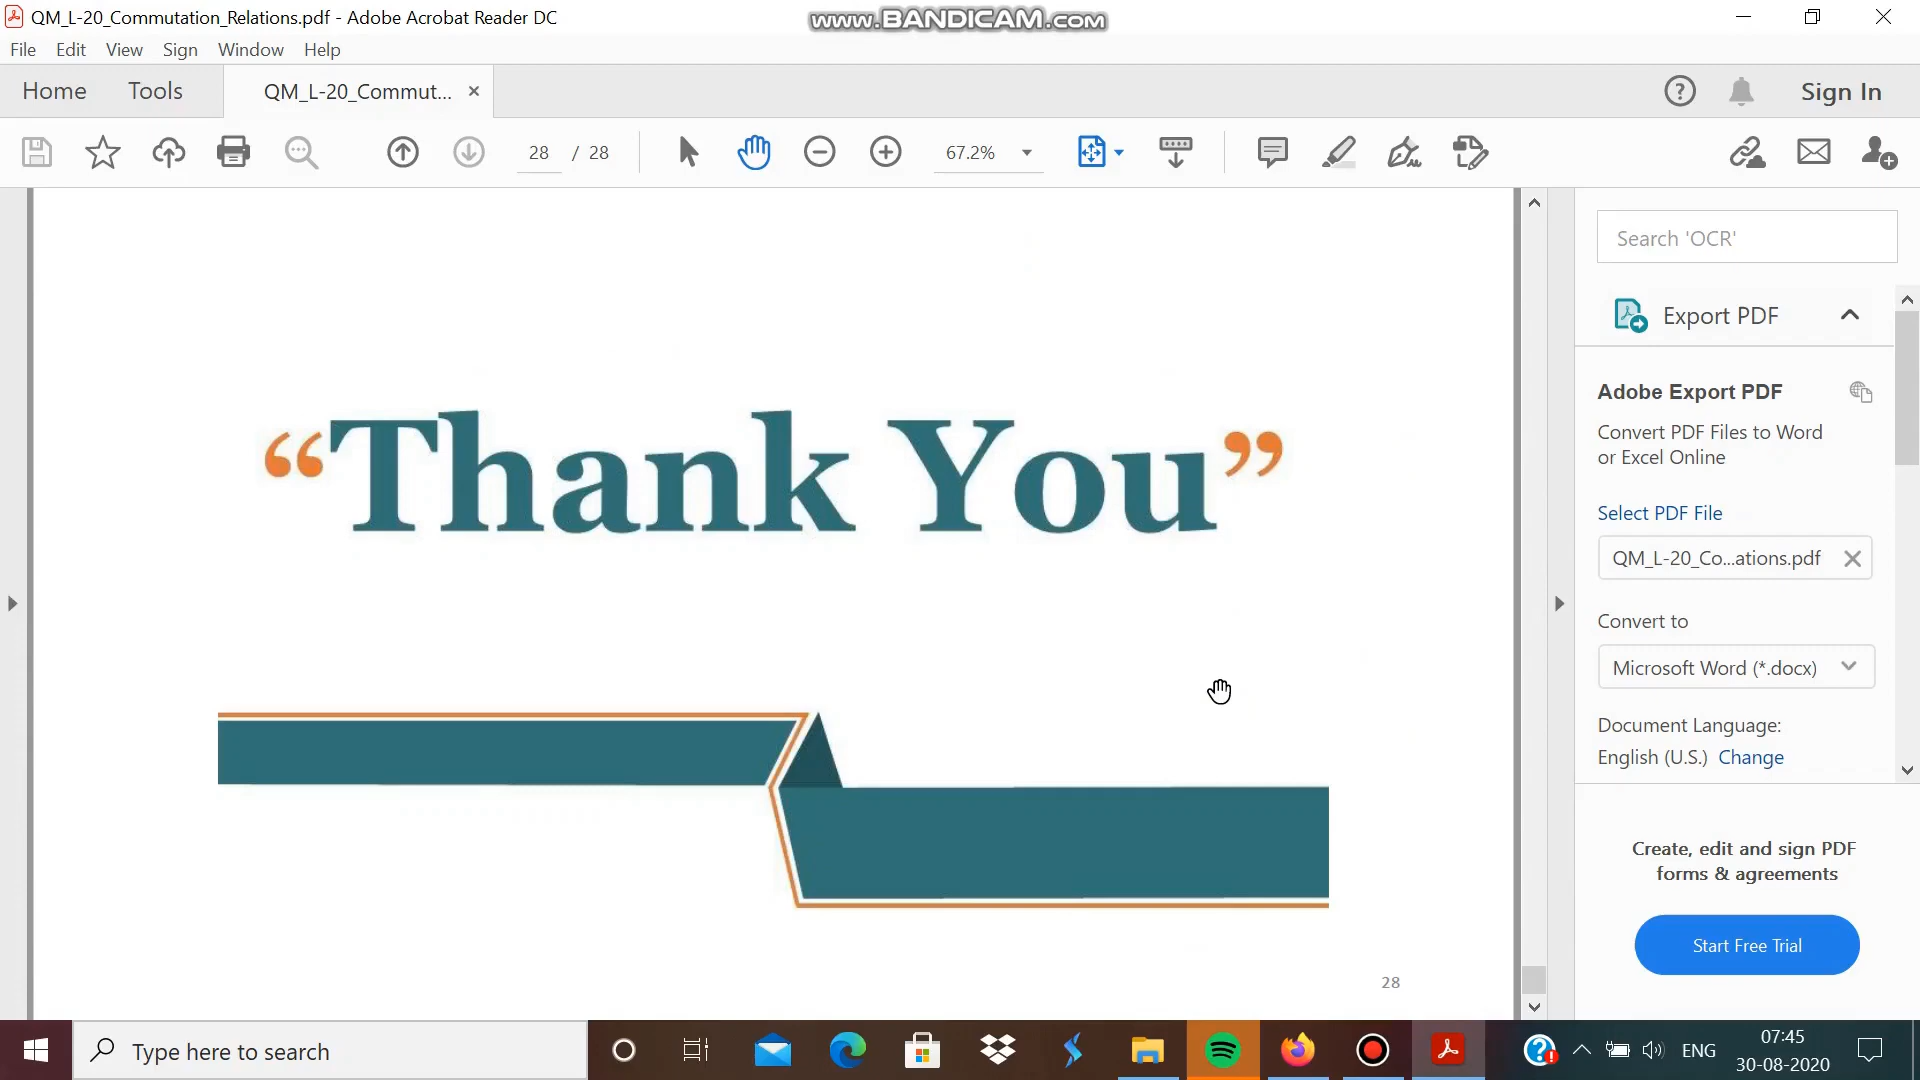 QM_L-20_Commutation_Relations.pdf - Adobe Acrobat Reader DC
www.BANDICAM.com
File Edit View Sign Window Help
Home Tools QM_L-20_Commut... × Sign In
28 / 28 67.2%
“Thank You”
28
Search 'OCR'
Export PDF
Adobe Export PDF
Convert PDF Files to Word
or Excel Online
Select PDF File
QM_L-20_Co...ations.pdf
Convert to
Microsoft Word (*.docx)
Document Language:
English (U.S.) Change
Create, edit and sign PDF
forms & agreements
Start Free Trial
Type here to search
ENG
07:45
30-08-2020